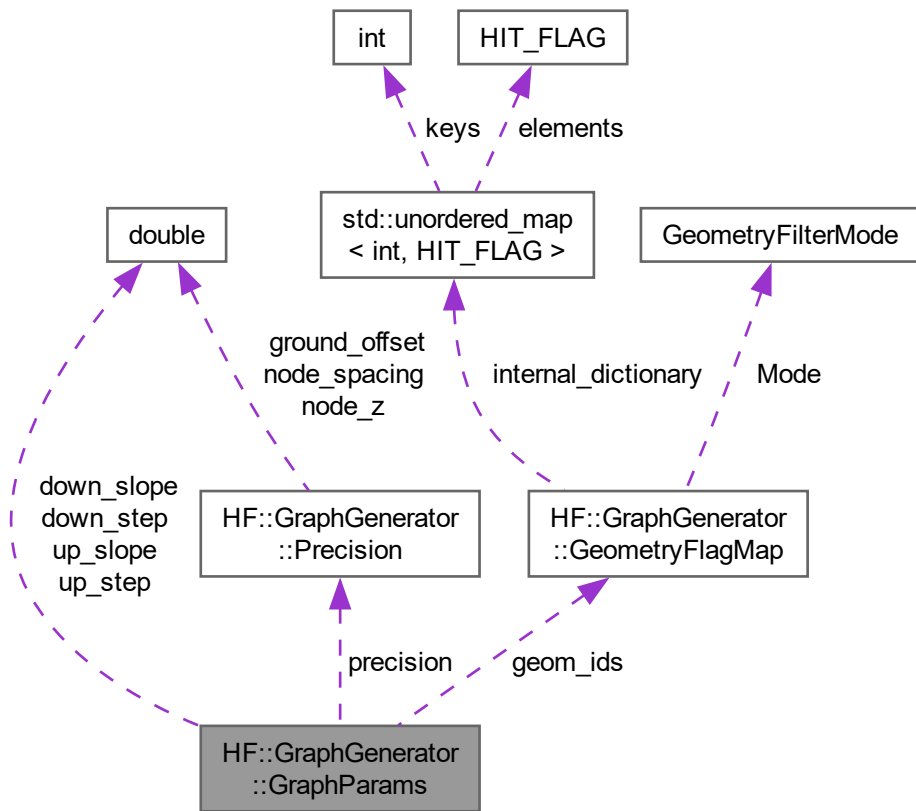 int
HIT_FLAG
keys
elements
double
std::unordered_map
< int, HIT_FLAG >
GeometryFilterMode
ground_offset
node_spacing
node_z
internal_dictionary
Mode
down_slope
down_step
up_slope
up_step
HF::GraphGenerator
::Precision
HF::GraphGenerator
::GeometryFlagMap
precision
geom_ids
HF::GraphGenerator
::GraphParams